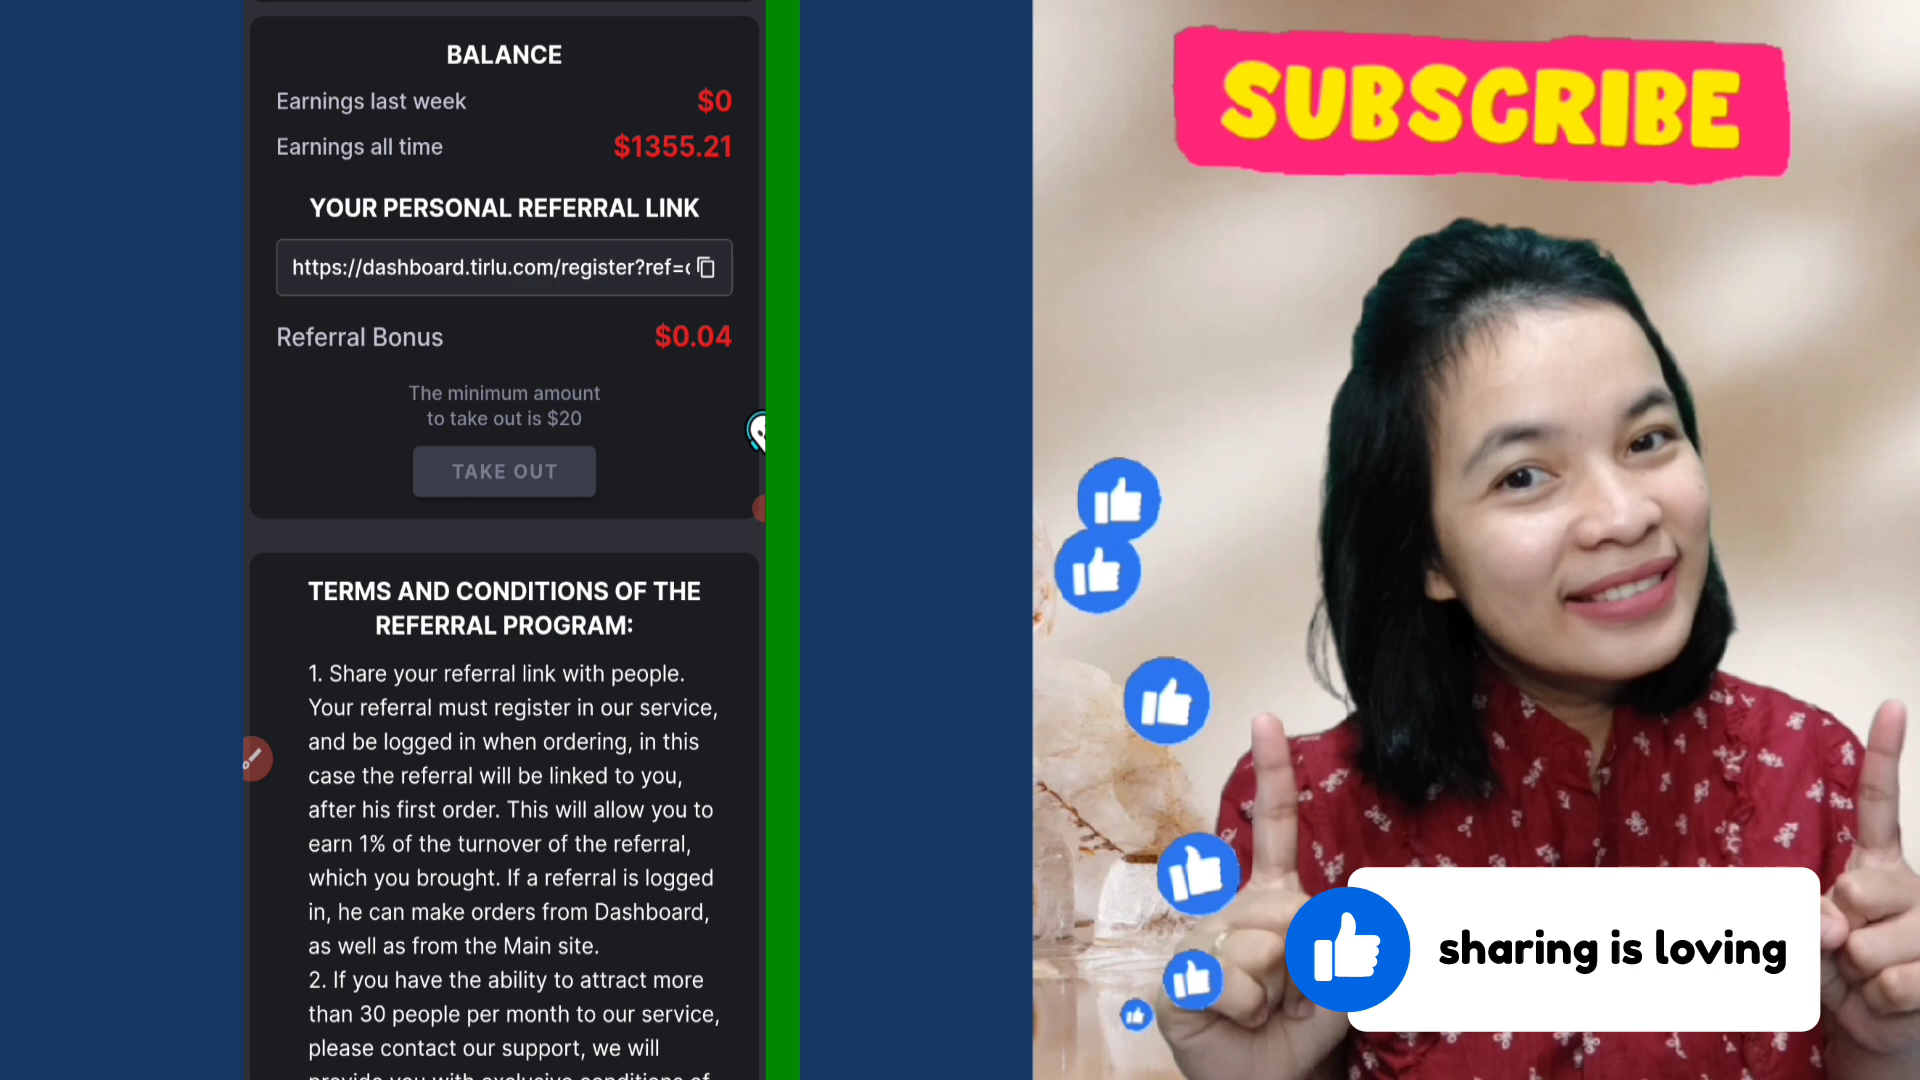 BALANCE
Earnings last week $0
Earnings all time $1355.21
YOUR PERSONAL REFERRAL LINK
https://dashboard.tirlu.com/register?ref=
Referral Bonus $0.04
The minimum amount
to take out is $20
TAKE OUT
TERMS AND CONDITIONS OF THE
REFERRAL PROGRAM:
1. Share your referral link with people.
Your referral must register in our service,
and be logged in when ordering, in this
case the referral will be linked to you,
after his first order. This will allow you to
earn 1% of the turnover of the referral,
which you brought. If a referral is logged
in, he can make orders from Dashboard,
as well as from the Main site.
2. If you have the ability to attract more
than 30 people per month to our service,
please contact our support, we will
provide you with exclusive conditions of
SUBSCRIBE
sharing is loving